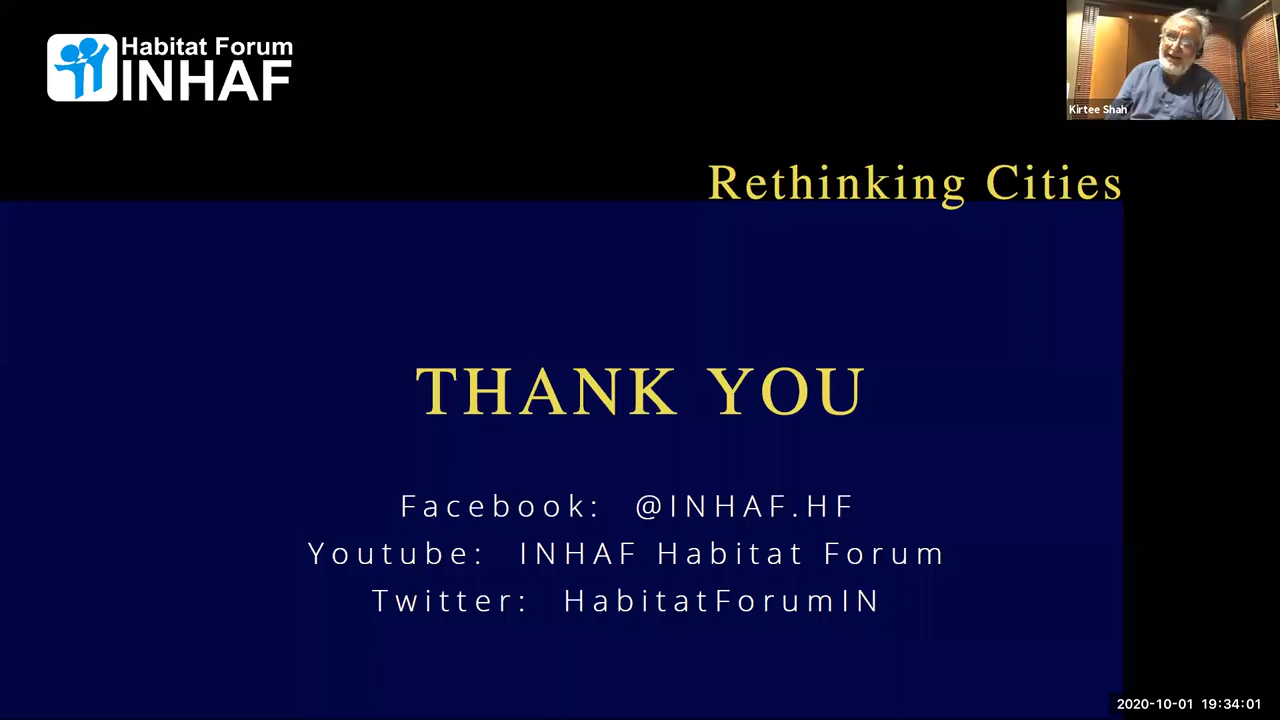 Habitat Forum
INHAF
Kirtee Shah
Rethinking Cities
THANK YOU
Facebook: @INHAF.HF
Youtube: INHAF Habitat Forum
Twitter: HabitatForumIN
2020-10-01 19:34:01